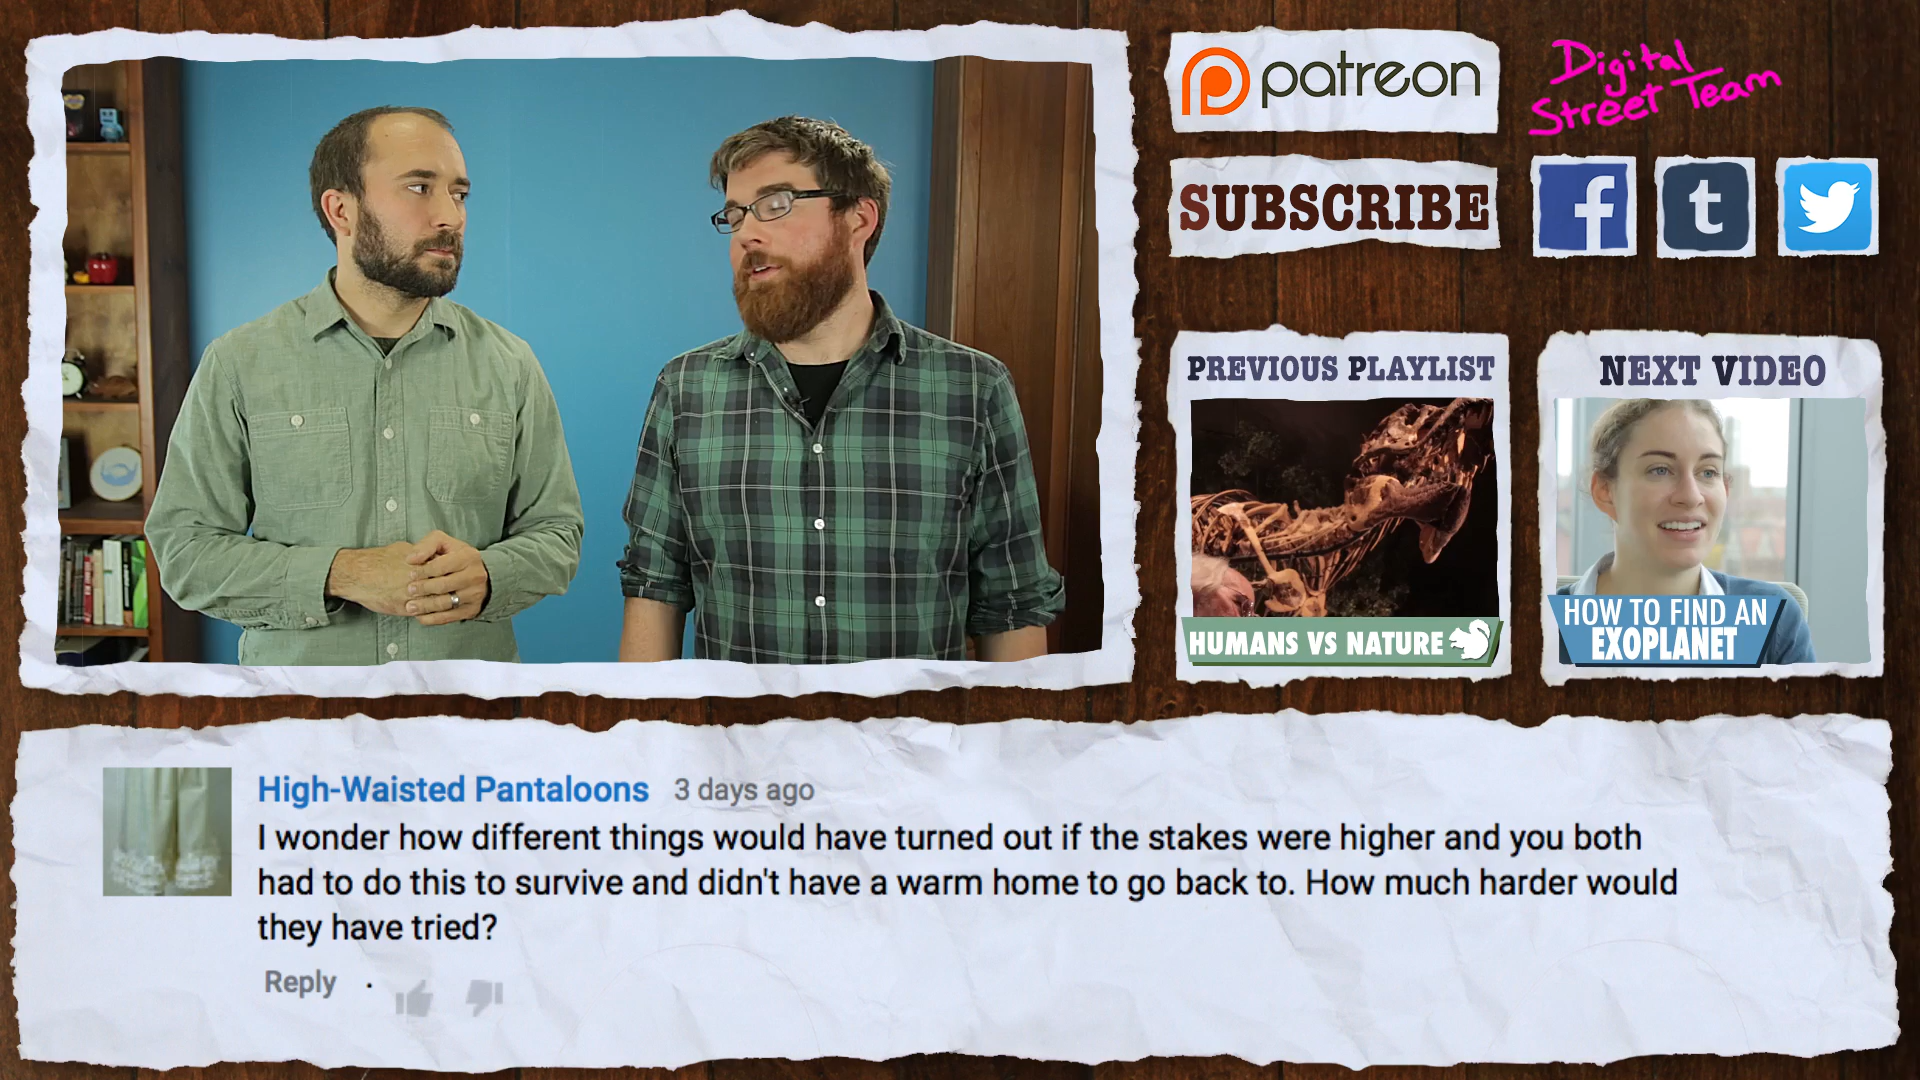 patreon
Digital
Street Team
SUBSCRIBE
f
t
PREVIOUS PLAYLIST
HUMANS VS NATURE
NEXT VIDEO
HOW TO FIND AN
EXOPLANET
High-Waisted Pantaloons 3 days ago
I wonder how different things would have turned out if the stakes were higher and you both
had to do this to survive and didn't have a warm home to go back to. How much harder would
they have tried?
Reply ·